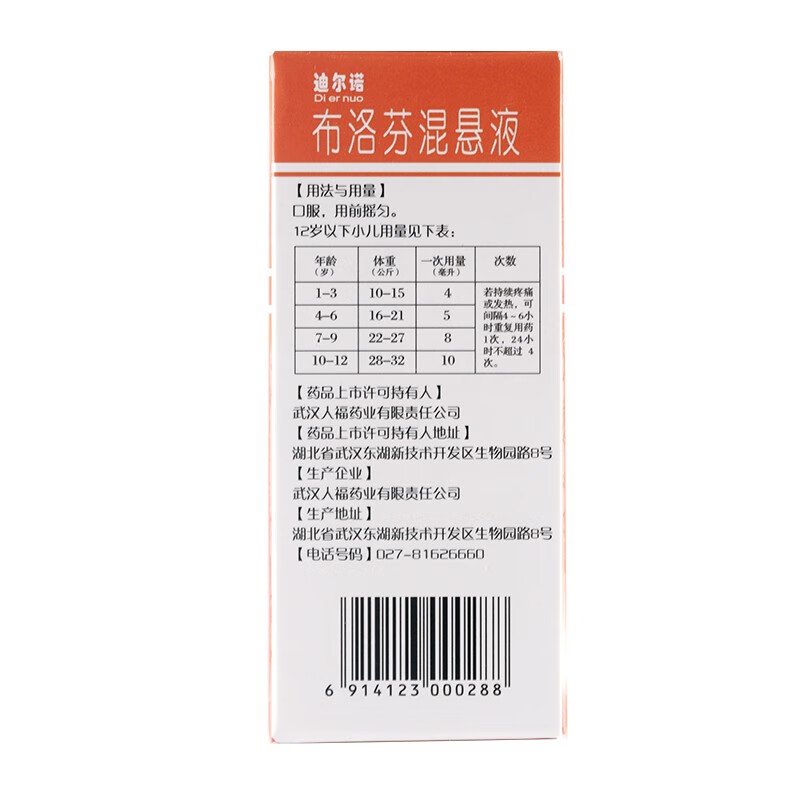 迪尔诺
Di er nuo
布洛芬混悬液
【用法与用量】
口服，用前摇匀。
12岁以下小儿用量见下表：
年龄 体重 一次用量 次数
（岁） （公斤） （毫升）
1–3 10–15 4
4–6 16–21 5
7–9 22–27 8
10–12 28–32 10
若持续疼痛
或发热，可
间隔4~6小
时重复用药
1次，24小
时不超过 4
次。
【药品上市许可持有人】
武汉人福药业有限责任公司
【药品上市许可持有人地址】
湖北省武汉东湖新技术开发区生物园路8号
【生产企业】
武汉人福药业有限责任公司
【生产地址】
湖北省武汉东湖新技术开发区生物园路8号
【电话号码】027-81626660
6 914123 000288